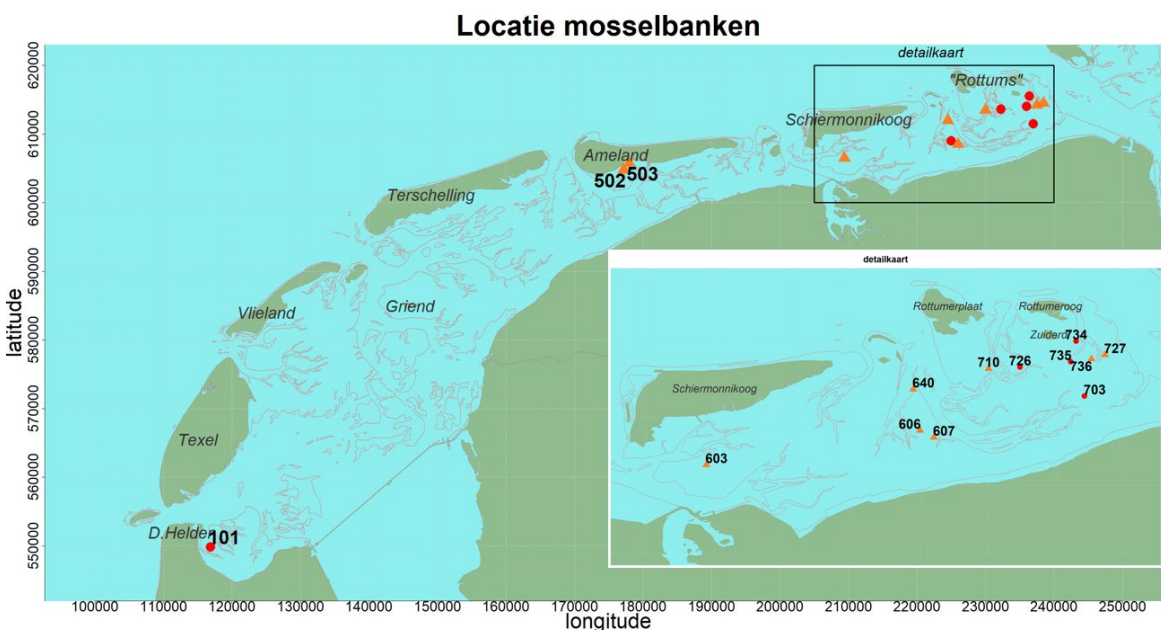 Locatie mosselbanken
detailkaart
"Rottums"
Schiermonnikoog
Ameland
502 503
Terschelling
Griend
Vlieland
Texel
D.Helder
101
latitude
620000
610000
600000
590000
580000
570000
560000
550000
detailkaart
Rottumerplaat
Rottumeroog
Zuiderd
734
727
735
736
710
726
703
640
606
607
Schiermonnikoog
603
100000 110000 120000 130000 140000 150000 160000 170000 180000 190000 200000 210000 220000 230000 240000 250000
longitude